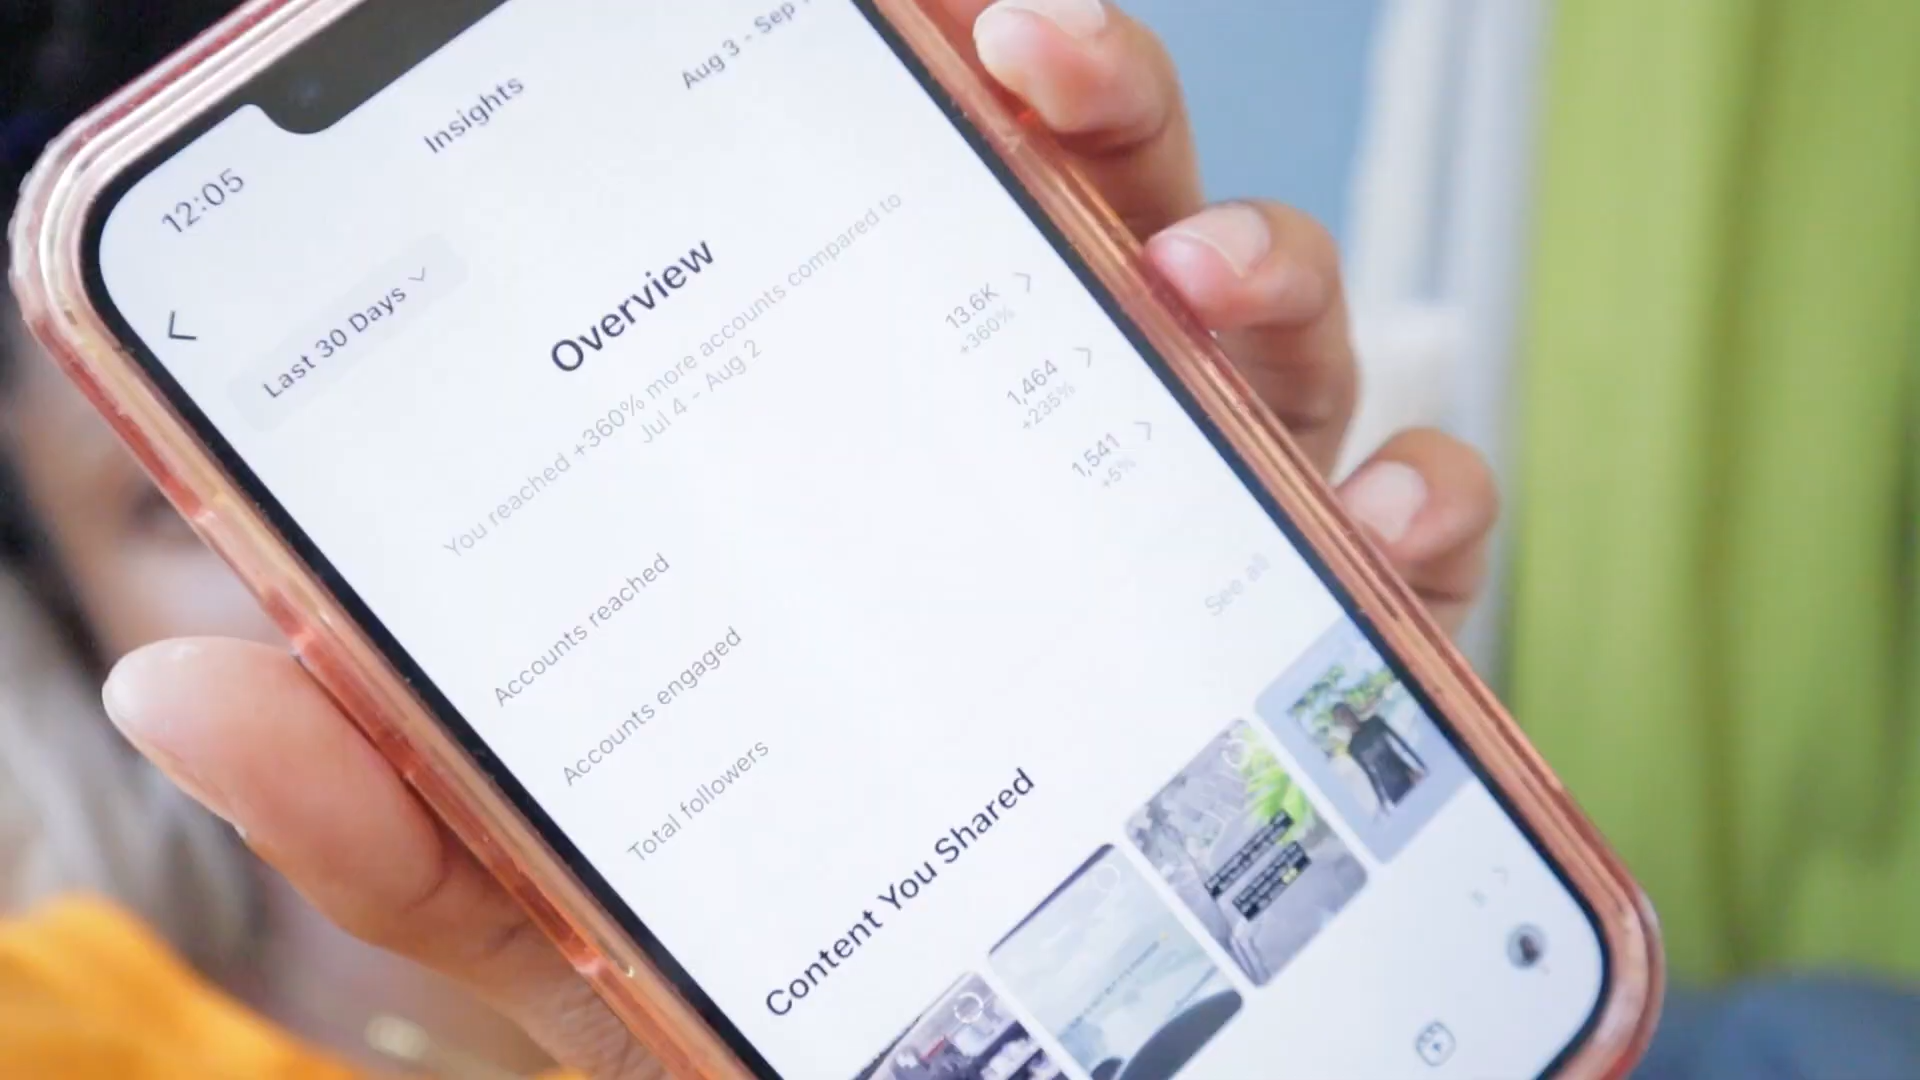 12:05
Insights
Last 30 Days
Aug 3 - Sep
Overview
You reached +360% more accounts compared to
Jul 4 - Aug 2
Accounts reached
13.6K
+360%
Accounts engaged
1,464
+235%
Total followers
1,541
+5%
Content You Shared
See all